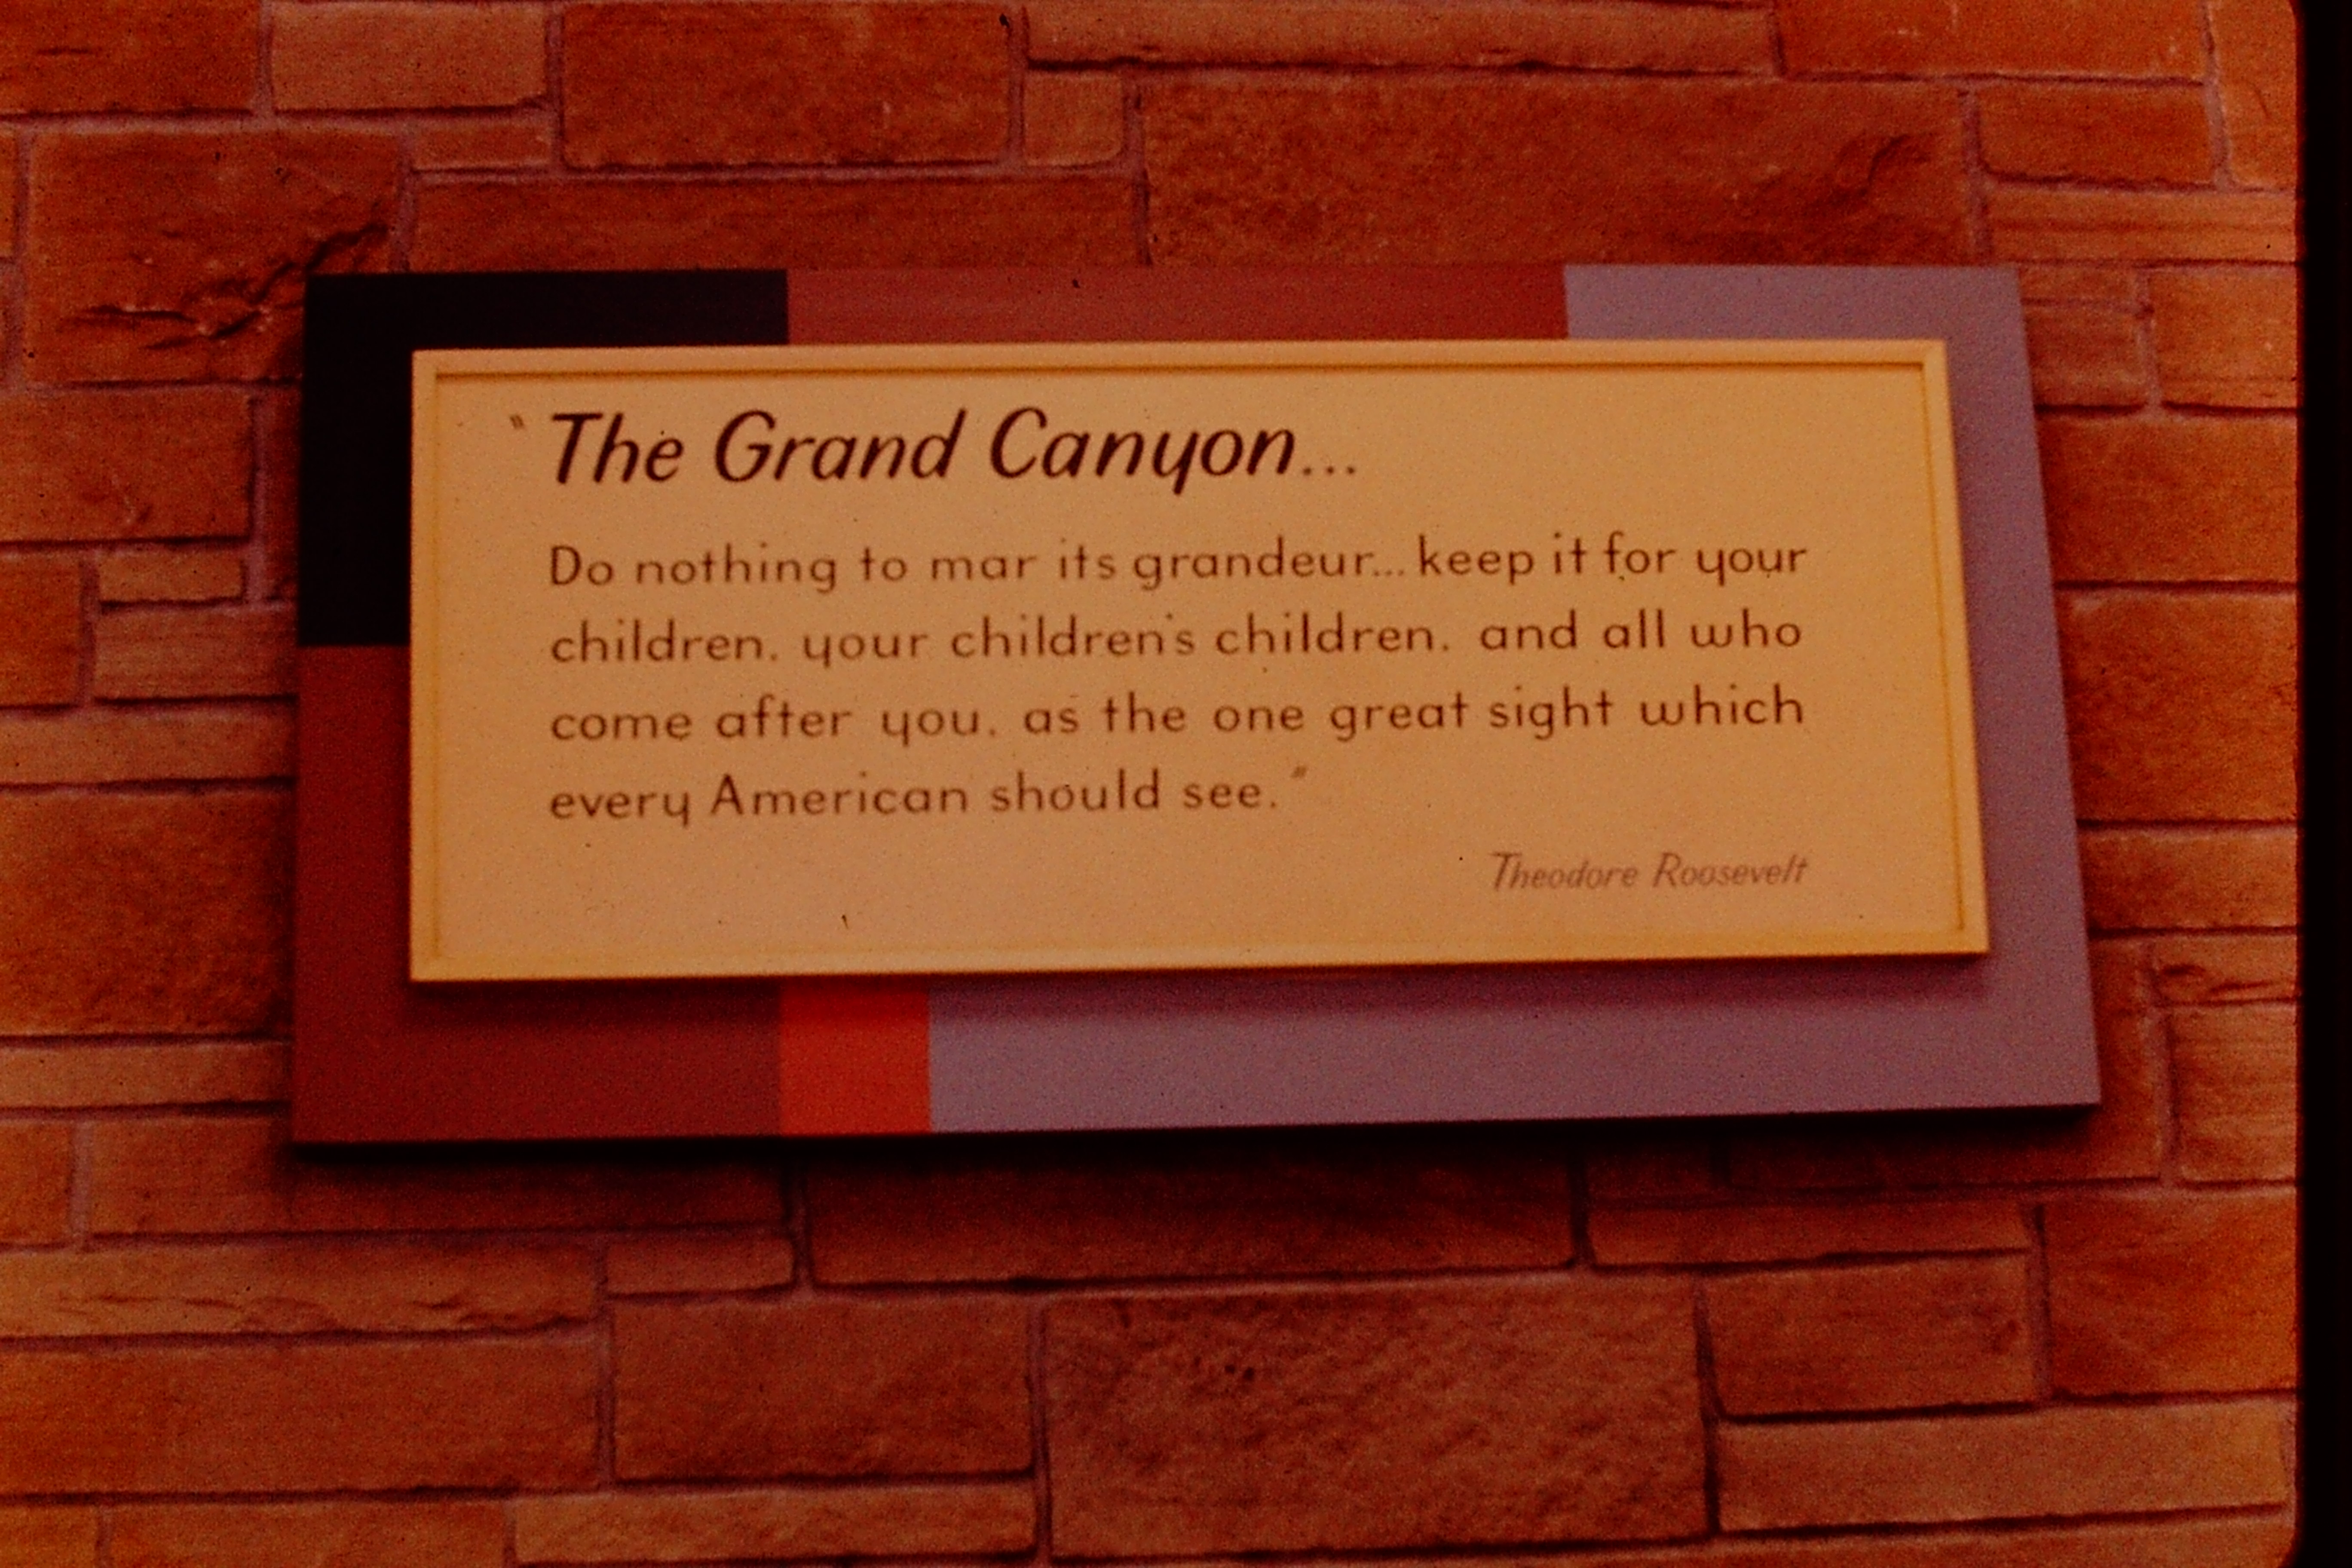 "The Grand Canyon...
Do nothing to mar its grandeur... keep it for your
children, your children's children, and all who
come after you, as the one great sight which
every American should see."
Theodore Roosevelt